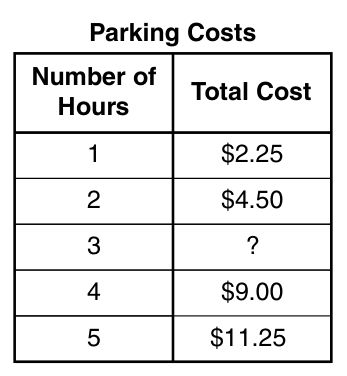 Parking Costs
Number of
Hours
Total Cost
1 $2.25
2 $4.50
3 ?
4 $9.00
5 $11.25